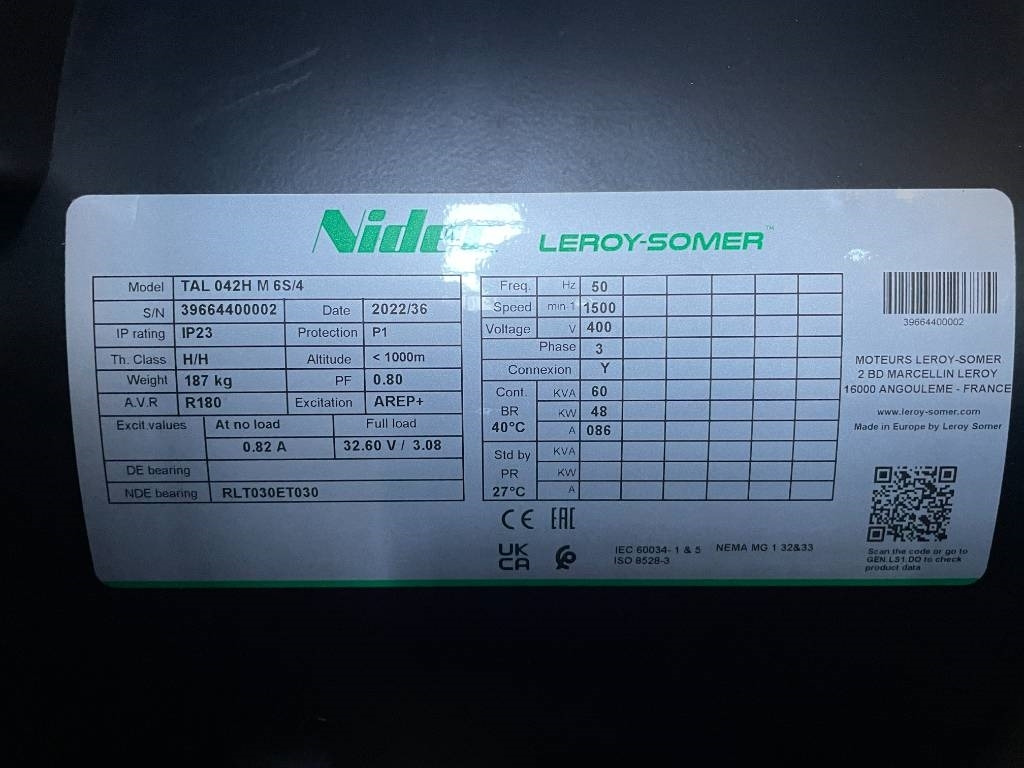 LEROY-SOMER™
Model TAL 042H M 6S/4
S/N 39664400002 Date 2022/36
IP rating IP23 Protection P1
Th. Class H/H Altitude < 1000m
Weight 187 kg PF 0.80
A.V.R R180 Excitation AREP+
Excit.values At no load Full load
0.82 A 32.60 V / 3.08
DE bearing
NDE bearing RLT030ET030
Freq. Hz 50
Speed min-1 1500
Voltage V 400
Phase 3
Connexion Y
Cont. KVA 60
BR KW 48
40°C A 086
Std by KVA
PR KW
27°C A
CE EAC
UK
CA
IEC 60034- 1 & 5 NEMA MG 1 32&33
ISO 8528-3
39664400002
MOTEURS LEROY-SOMER
2 BD MARCELLIN LEROY
16000 ANGOULEME - FRANCE
www.leroy-somer.com
Made in Europe by Leroy Somer
Scan the code or go to
GEN.LS1.DO to check
product data